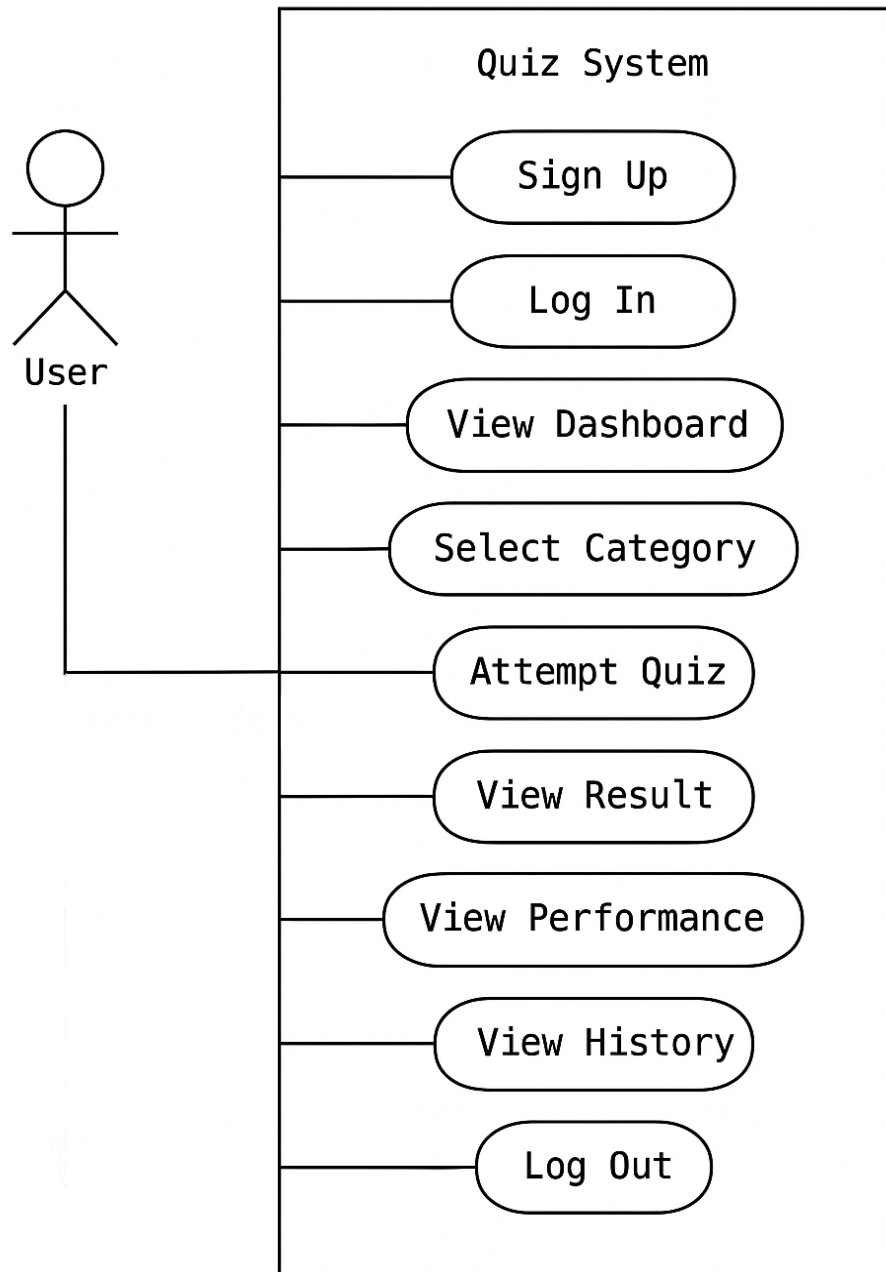 Quiz System
Sign Up
Log In
User
View Dashboard
Select Category
Attempt Quiz
View Result
View Performance
View History
Log Out